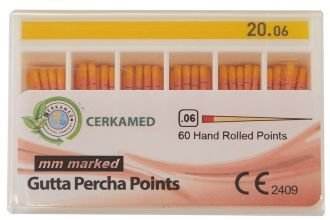 20.06
CERKAMED
.06
60 Hand Rolled Points
mm marked
Gutta Percha Points
CE 2409